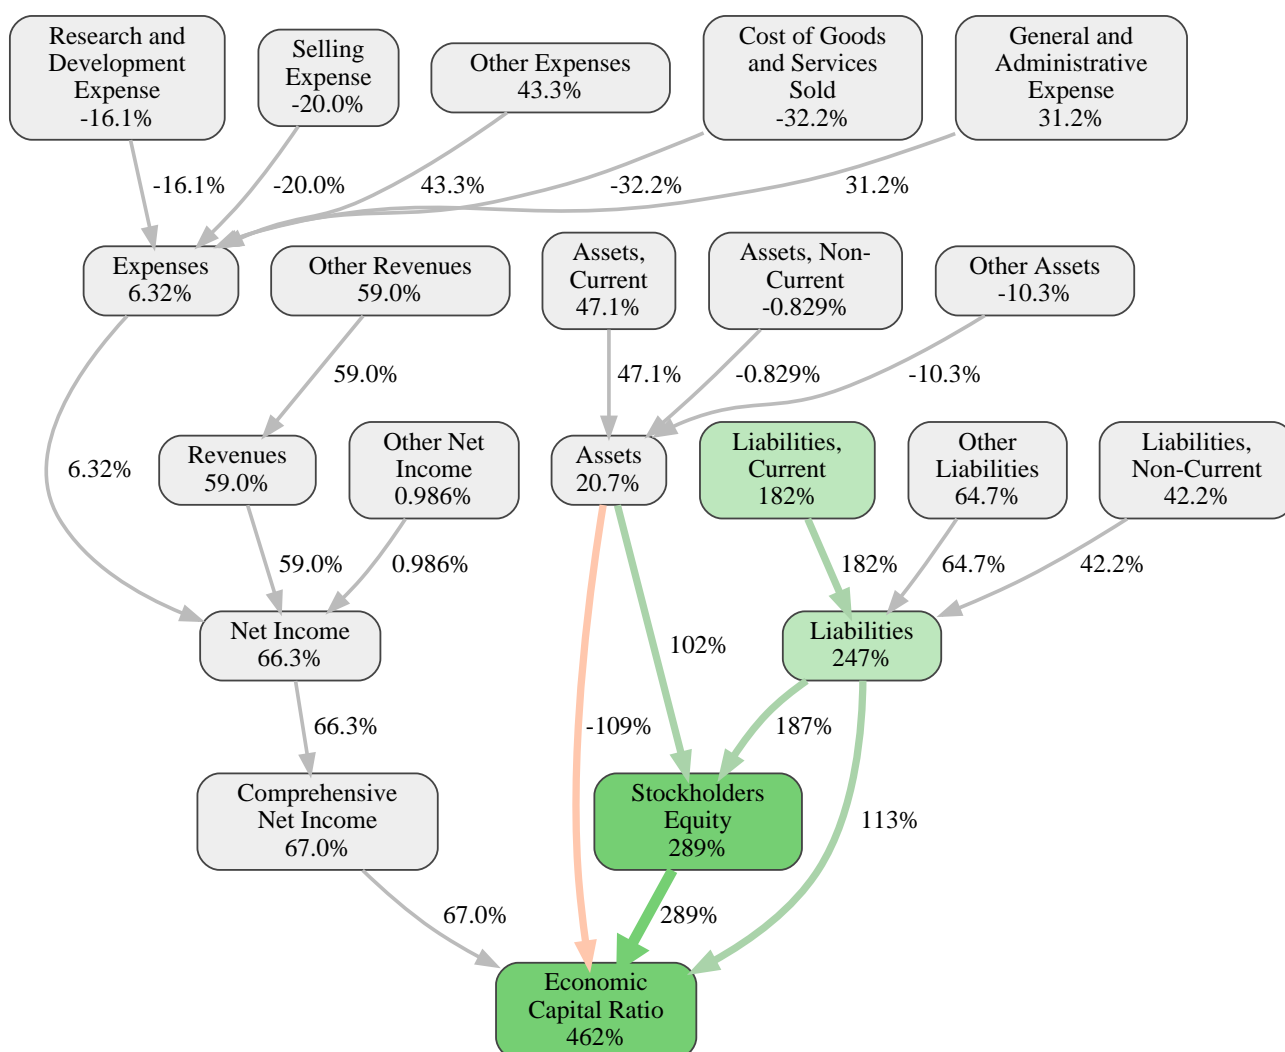 Research and
Development
Expense
-16.1%
Selling
Expense
-20.0%
Other Expenses
43.3%
Cost of Goods
and Services
Sold
-32.2%
General and
Administrative
Expense
31.2%
-16.1%
-20.0%
43.3%
-32.2%
31.2%
Expenses
6.32%
Other Revenues
59.0%
Assets,
Current
47.1%
Assets, Non-
Current
-0.829%
Other Assets
-10.3%
59.0%
47.1%
-0.829%
-10.3%
6.32%
Revenues
59.0%
Other Net
Income
0.986%
Assets
20.7%
Liabilities,
Current
182%
Other
Liabilities
64.7%
Liabilities,
Non-Current
42.2%
59.0%
0.986%
182%
64.7%
42.2%
Net Income
66.3%
102%
Liabilities
247%
66.3%
-109%
187%
Comprehensive
Net Income
67.0%
Stockholders
Equity
289%
113%
67.0%
289%
Economic
Capital Ratio
462%